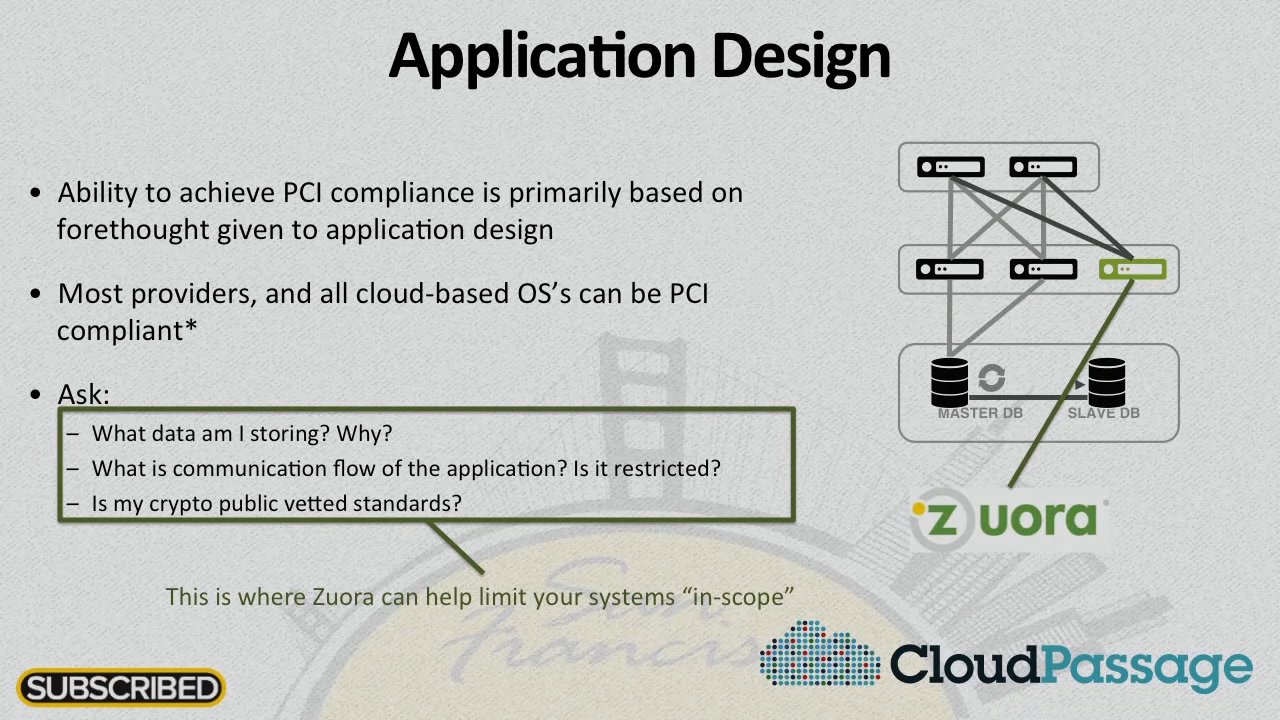 Application Design
• Ability to achieve PCI compliance is primarily based on
forethought given to application design
• Most providers, and all cloud-based OS’s can be PCI
compliant*
• Ask:
– What data am I storing? Why?
– What is communication flow of the application? Is it restricted?
– Is my crypto public vetted standards?
This is where Zuora can help limit your systems “in-scope”
MASTER DB
SLAVE DB
zuora
San
Francisco
CloudPassage
SUBSCRIBED